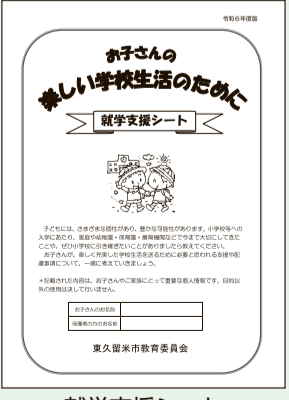 令和６年度版
お子さんの
楽しい学校生活のために
就学支援シート
子どもには、さまざまな個性があり、豊かな可能性があります。小学校等への
入学にあたり、家庭や幼稚園・保育園・療育機関などで今まで大切にしてきた
ことや、ぜひ小学校に引き継ぎたいことがありましたら教えてください。
お子さんが、楽しく充実した学校生活を送るために必要と思われる支援や配
慮事項について、一緒に考えていきましょう。
＊記載された内容は、お子さんやご家族にとって重要な個人情報です。目的以
外の使用は決して行いません。
お子さんのお名前
保護者の方のお名前
東久留米市教育委員会
就学支援シート